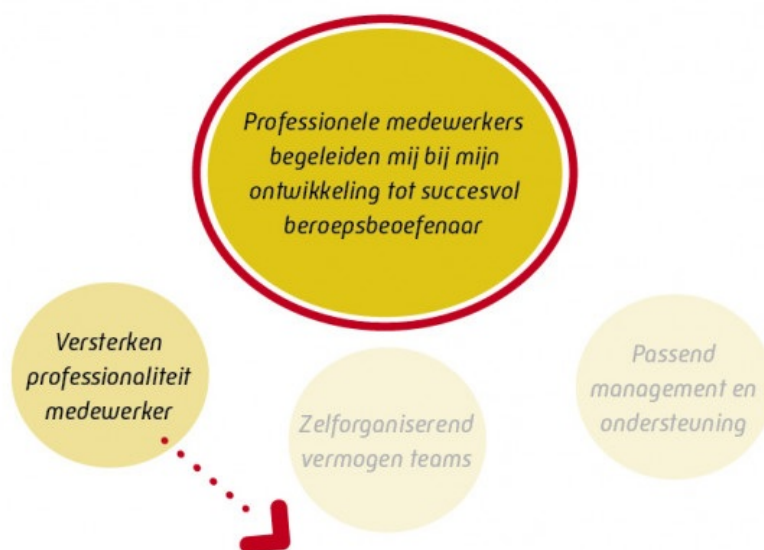 Professionele medewerkers
begeleiden mij bij mijn
ontwikkeling tot succesvol
beroepsbeoefenaar
Versterken
professionaliteit
medewerker
Zelforganiserend
vermogen teams
Passend
management en
ondersteuning